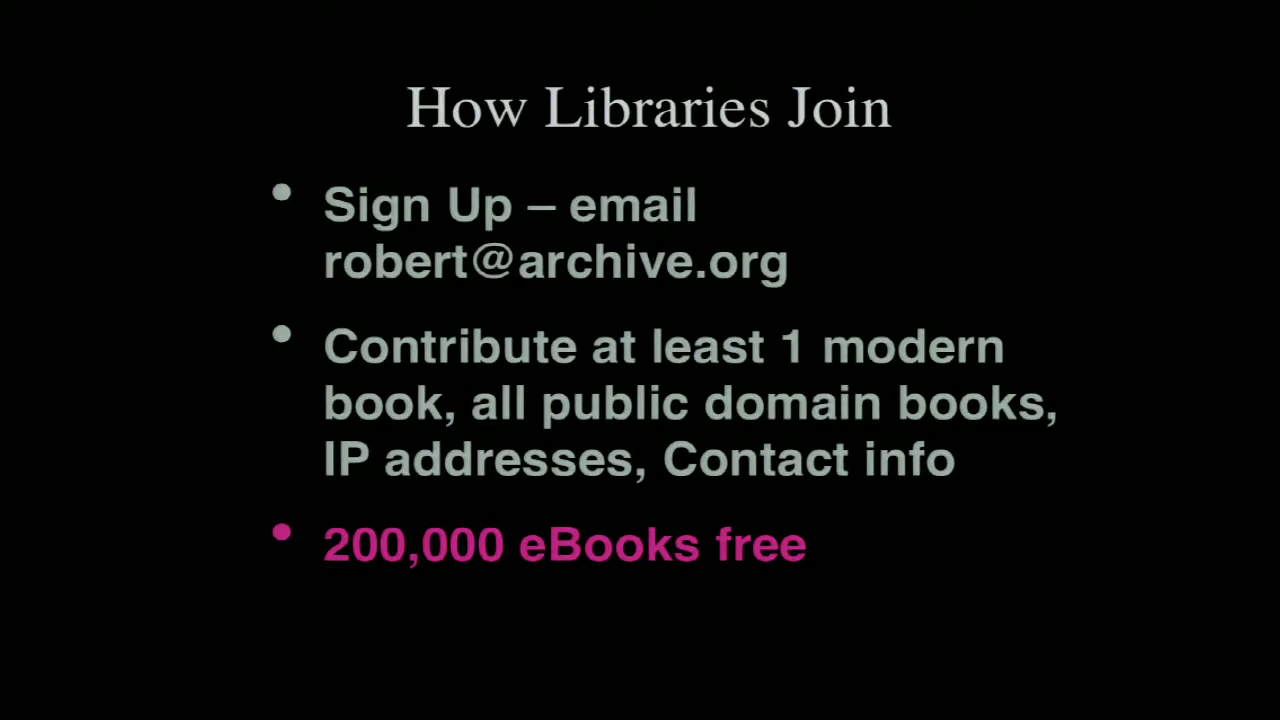 How Libraries Join
• Sign Up – email
robert@archive.org
• Contribute at least 1 modern
book, all public domain books,
IP addresses, Contact info
• 200,000 eBooks free